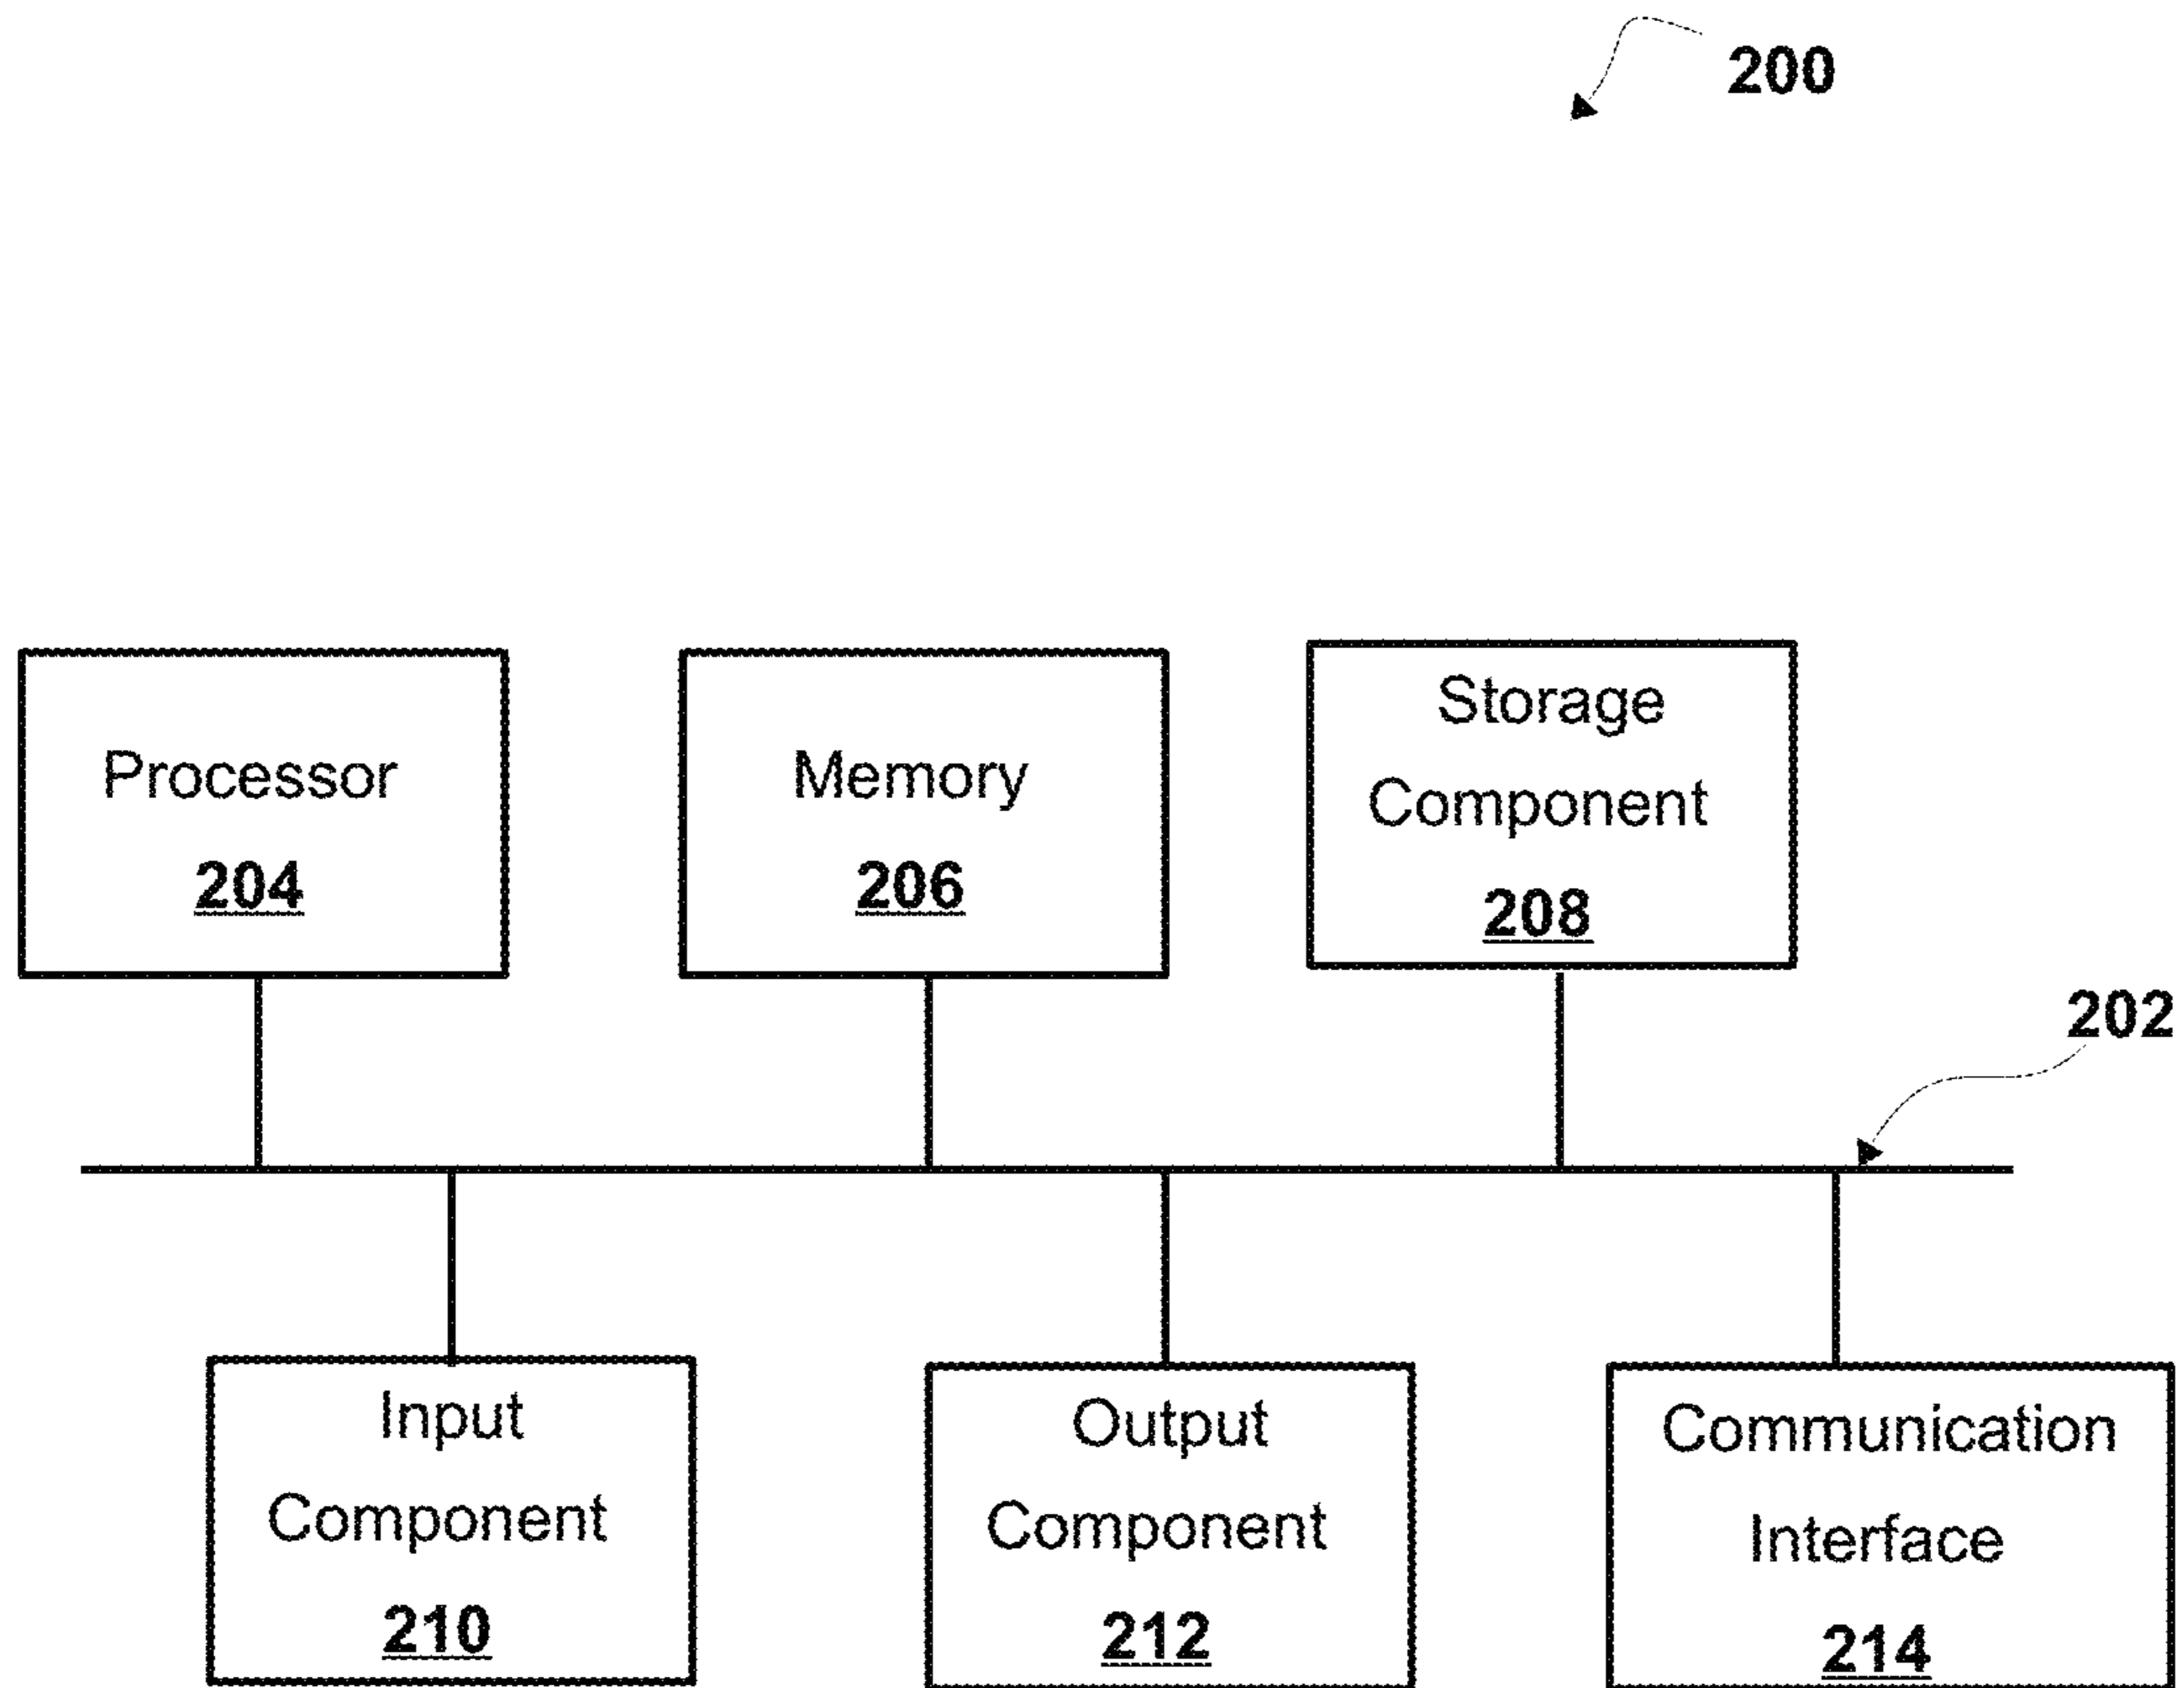 200
Processor
204
Memory
206
Storage
Component
208
202
Input
Component
210
Output
Component
212
Communication
Interface
214